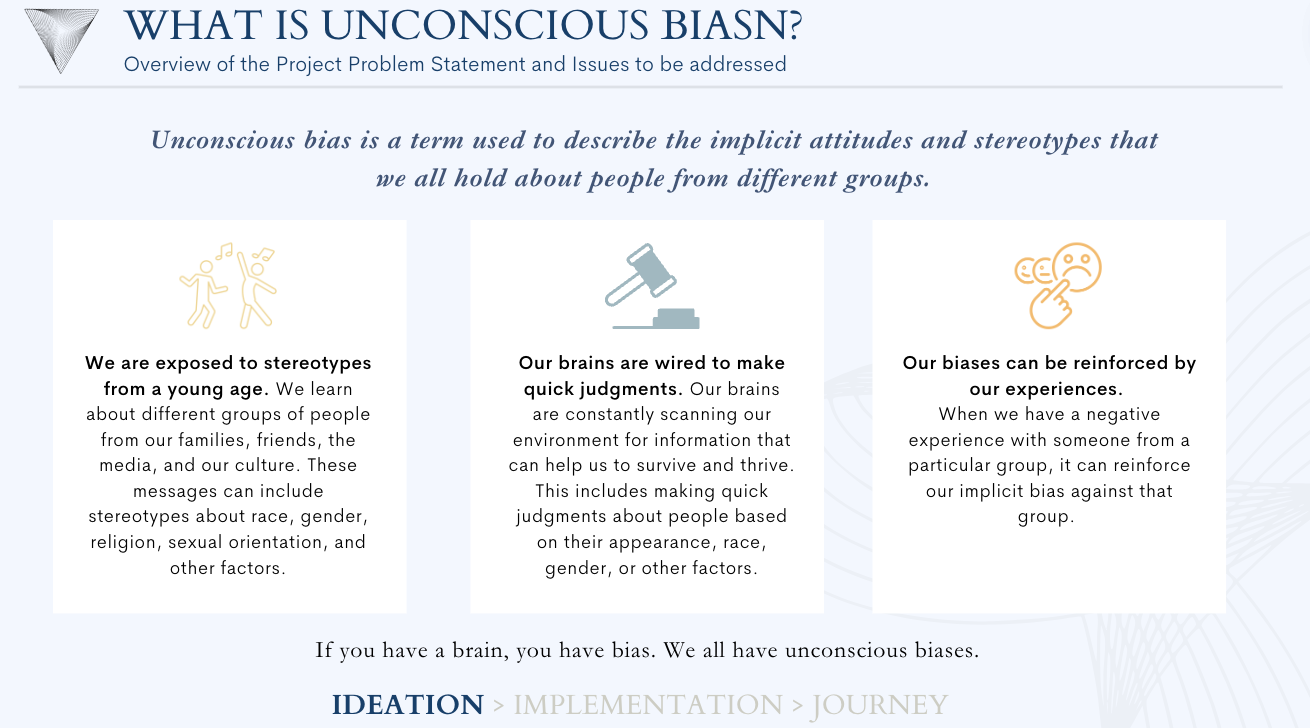 WHAT IS UNCONSCIOUS BIASN?
Overview of the Project Problem Statement and Issues to be addressed
Unconscious bias is a term used to describe the implicit attitudes and stereotypes that
we all hold about people from different groups.
We are exposed to stereotypes
from a young age. We learn
about different groups of people
from our families, friends, the
media, and our culture. These
messages can include
stereotypes about race, gender,
religion, sexual orientation, and
other factors.
Our brains are wired to make
quick judgments. Our brains
are constantly scanning our
environment for information that
can help us to survive and thrive.
This includes making quick
judgments about people based
on their appearance, race,
gender, or other factors.
Our biases can be reinforced by
our experiences.
When we have a negative
experience with someone from a
particular group, it can reinforce
our implicit bias against that
group.
If you have a brain, you have bias. We all have unconscious biases.
IDEATION > IMPLEMENTATION > JOURNEY